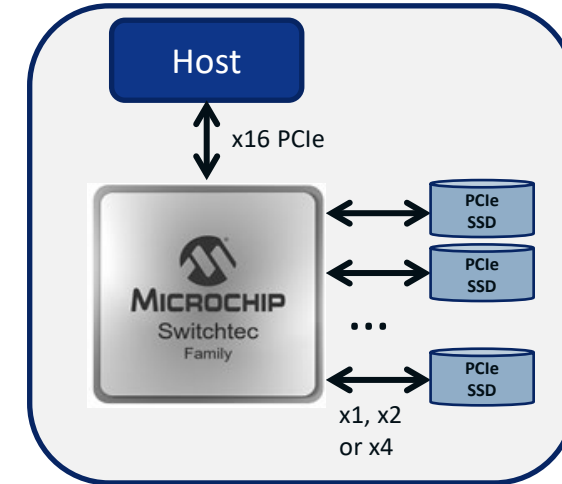 Host
x16 PCIe
MICROCHIP
Switchtec
Family
PCIe
SSD
PCIe
SSD
...
PCIe
SSD
x1, x2
or x4